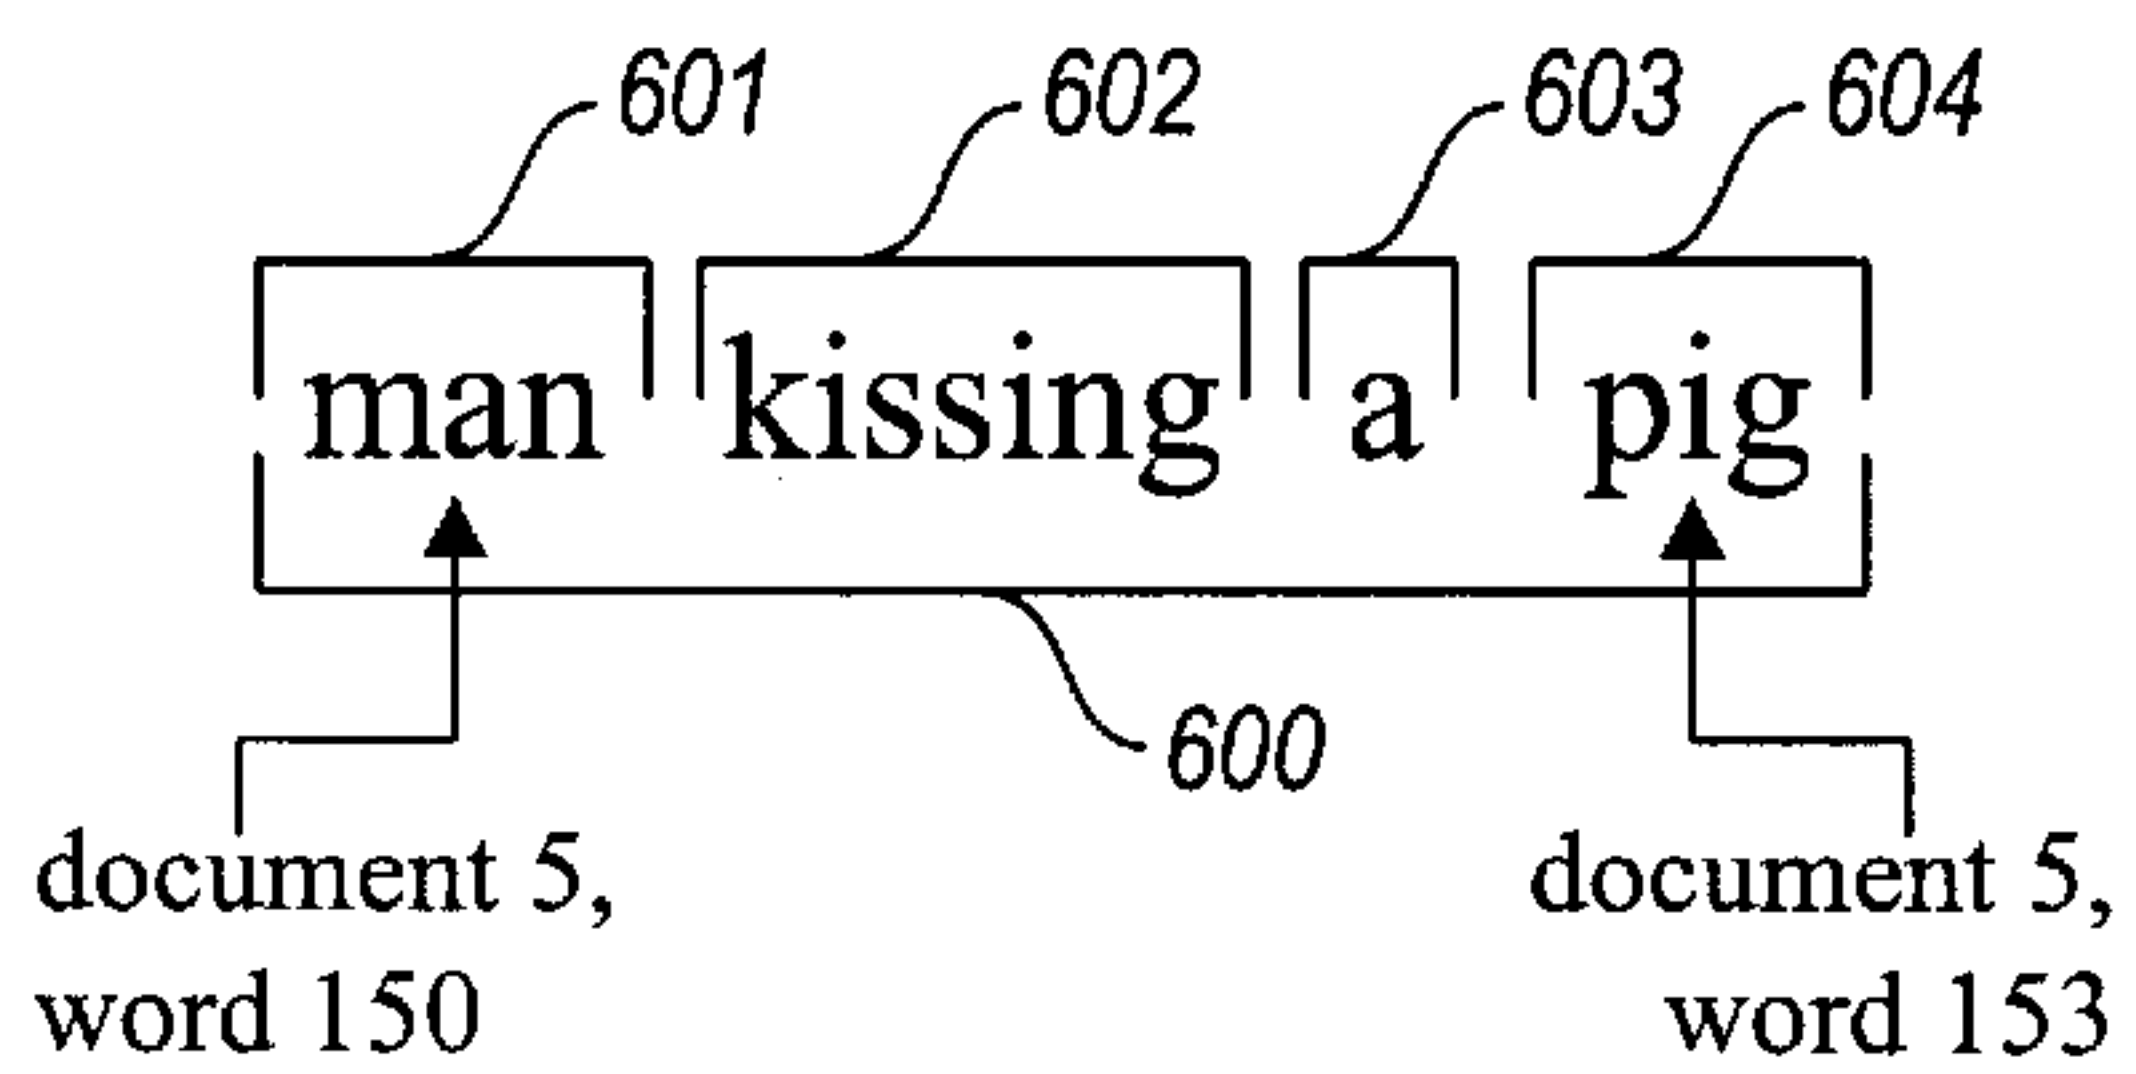 601 602 603 604
man kissing a pig
600
document 5, document 5,
word 150 word 153